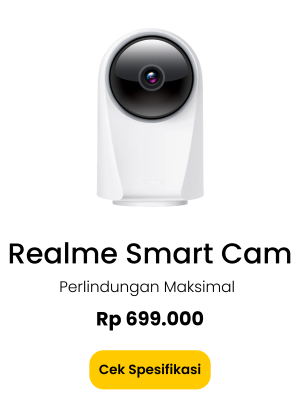 Realme Smart Cam
Perlindungan Maksimal
Rp 699.000
Cek Spesifikasi